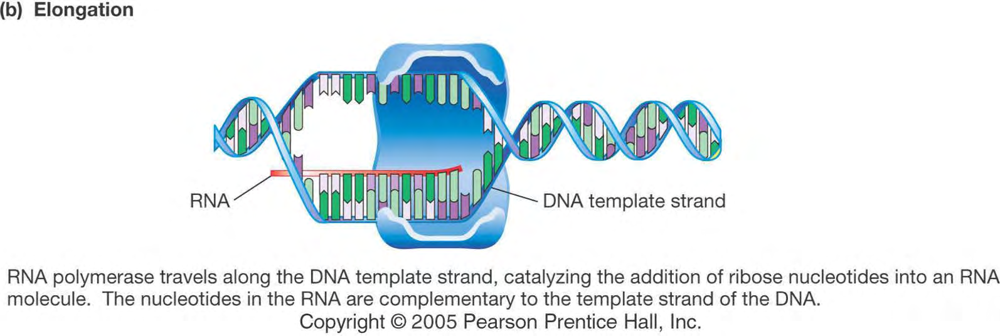 (b) Elongation
RNA
DNA template strand
RNA polymerase travels along the DNA template strand, catalyzing the addition of ribose nucleotides into an RNA
molecule.  The nucleotides in the RNA are complementary to the template strand of the DNA.
Copyright © 2005 Pearson Prentice Hall, Inc.